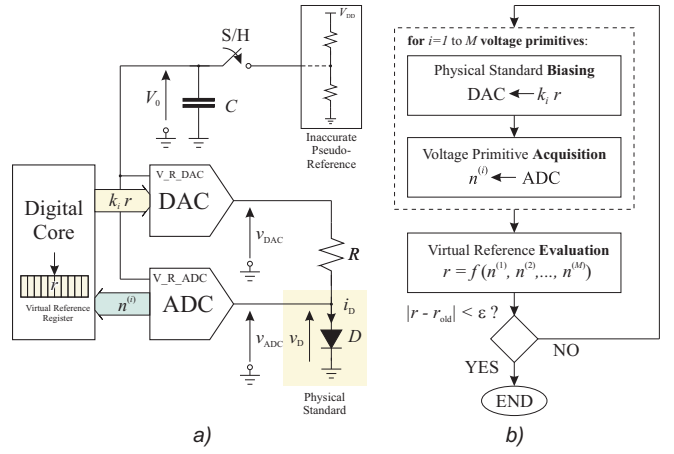 V_DD
S/H
V_0
C
Inaccurate
Pseudo-
Reference
V_R_DAC
DAC
k_i r
Digital
Core
r
Virtual Reference
Register
n^(i)
V_R_ADC
ADC
v_DAC
R
v_ADC
v_D
i_D
D
Physical
Standard
a)
for i=1 to M voltage primitives:
Physical Standard Biasing
DAC ← k_i r
Voltage Primitive Acquisition
n^(i) ← ADC
Virtual Reference Evaluation
r = f(n^(1), n^(2),..., n^(M))
|r - r_old| < ε ?
NO
YES
END
b)